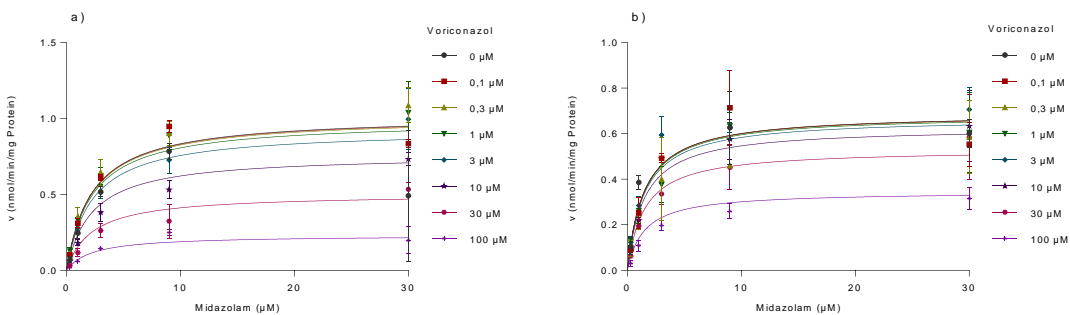 a)
Voriconazol
0 µM
0,1 µM
0,3 µM
1 µM
3 µM
10 µM
30 µM
100 µM
v (nmol/min/mg Protein)
1.5
1.0
0.5
0.0
0
10
20
30
Midazolam (µM)
b)
Voriconazol
0 µM
0,1 µM
0,3 µM
1 µM
3 µM
10 µM
30 µM
100 µM
v (nmol/min/mg Protein)
1.0
0.8
0.6
0.4
0.2
0.0
0
10
20
30
Midazolam (µM)